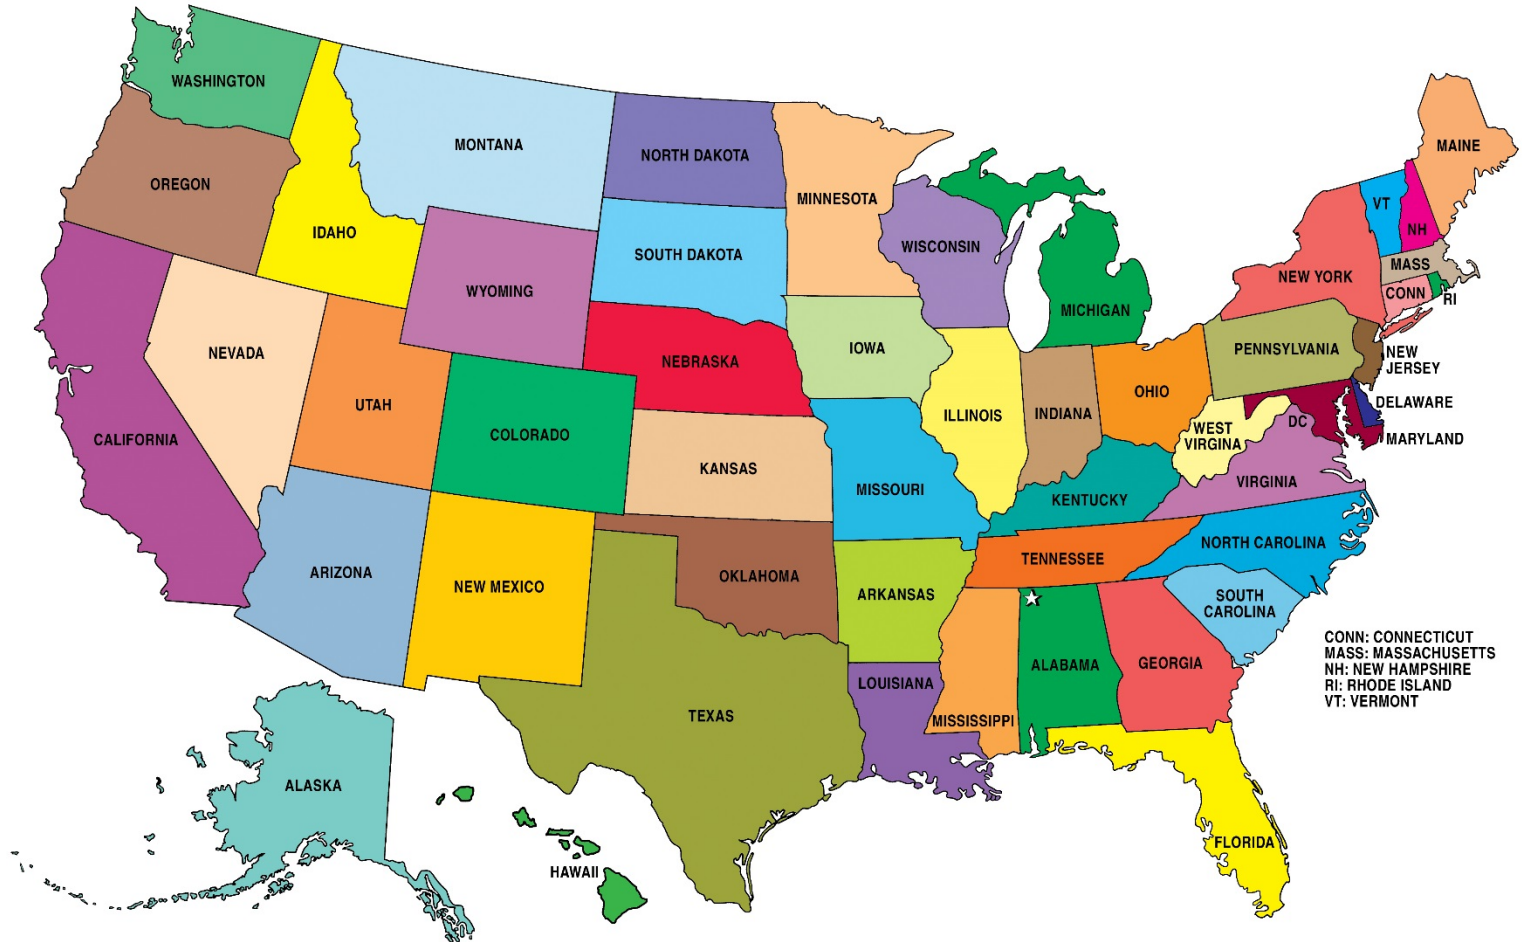 WASHINGTON
OREGON
IDAHO
MONTANA
NORTH DAKOTA
MINNESOTA
WISCONSIN
MICHIGAN
MAINE
VT
NH
NEW YORK
MASS
CONN
RI
WYOMING
SOUTH DAKOTA
NEBRASKA
IOWA
ILLINOIS
INDIANA
OHIO
PENNSYLVANIA
NEW
JERSEY
DELAWARE
MARYLAND
DC
WEST
VIRGINA
VIRGINIA
CALIFORNIA
NEVADA
UTAH
COLORADO
KANSAS
MISSOURI
KENTUCKY
ARIZONA
NEW MEXICO
OKLAHOMA
ARKANSAS
TENNESSEE
NORTH CAROLINA
SOUTH
CAROLINA
TEXAS
LOUISIANA
MISSISSIPPI
ALABAMA
GEORGIA
FLORIDA
ALASKA
HAWAII
CONN: CONNECTICUT
MASS: MASSACHUSETTS
NH: NEW HAMPSHIRE
RI: RHODE ISLAND
VT: VERMONT